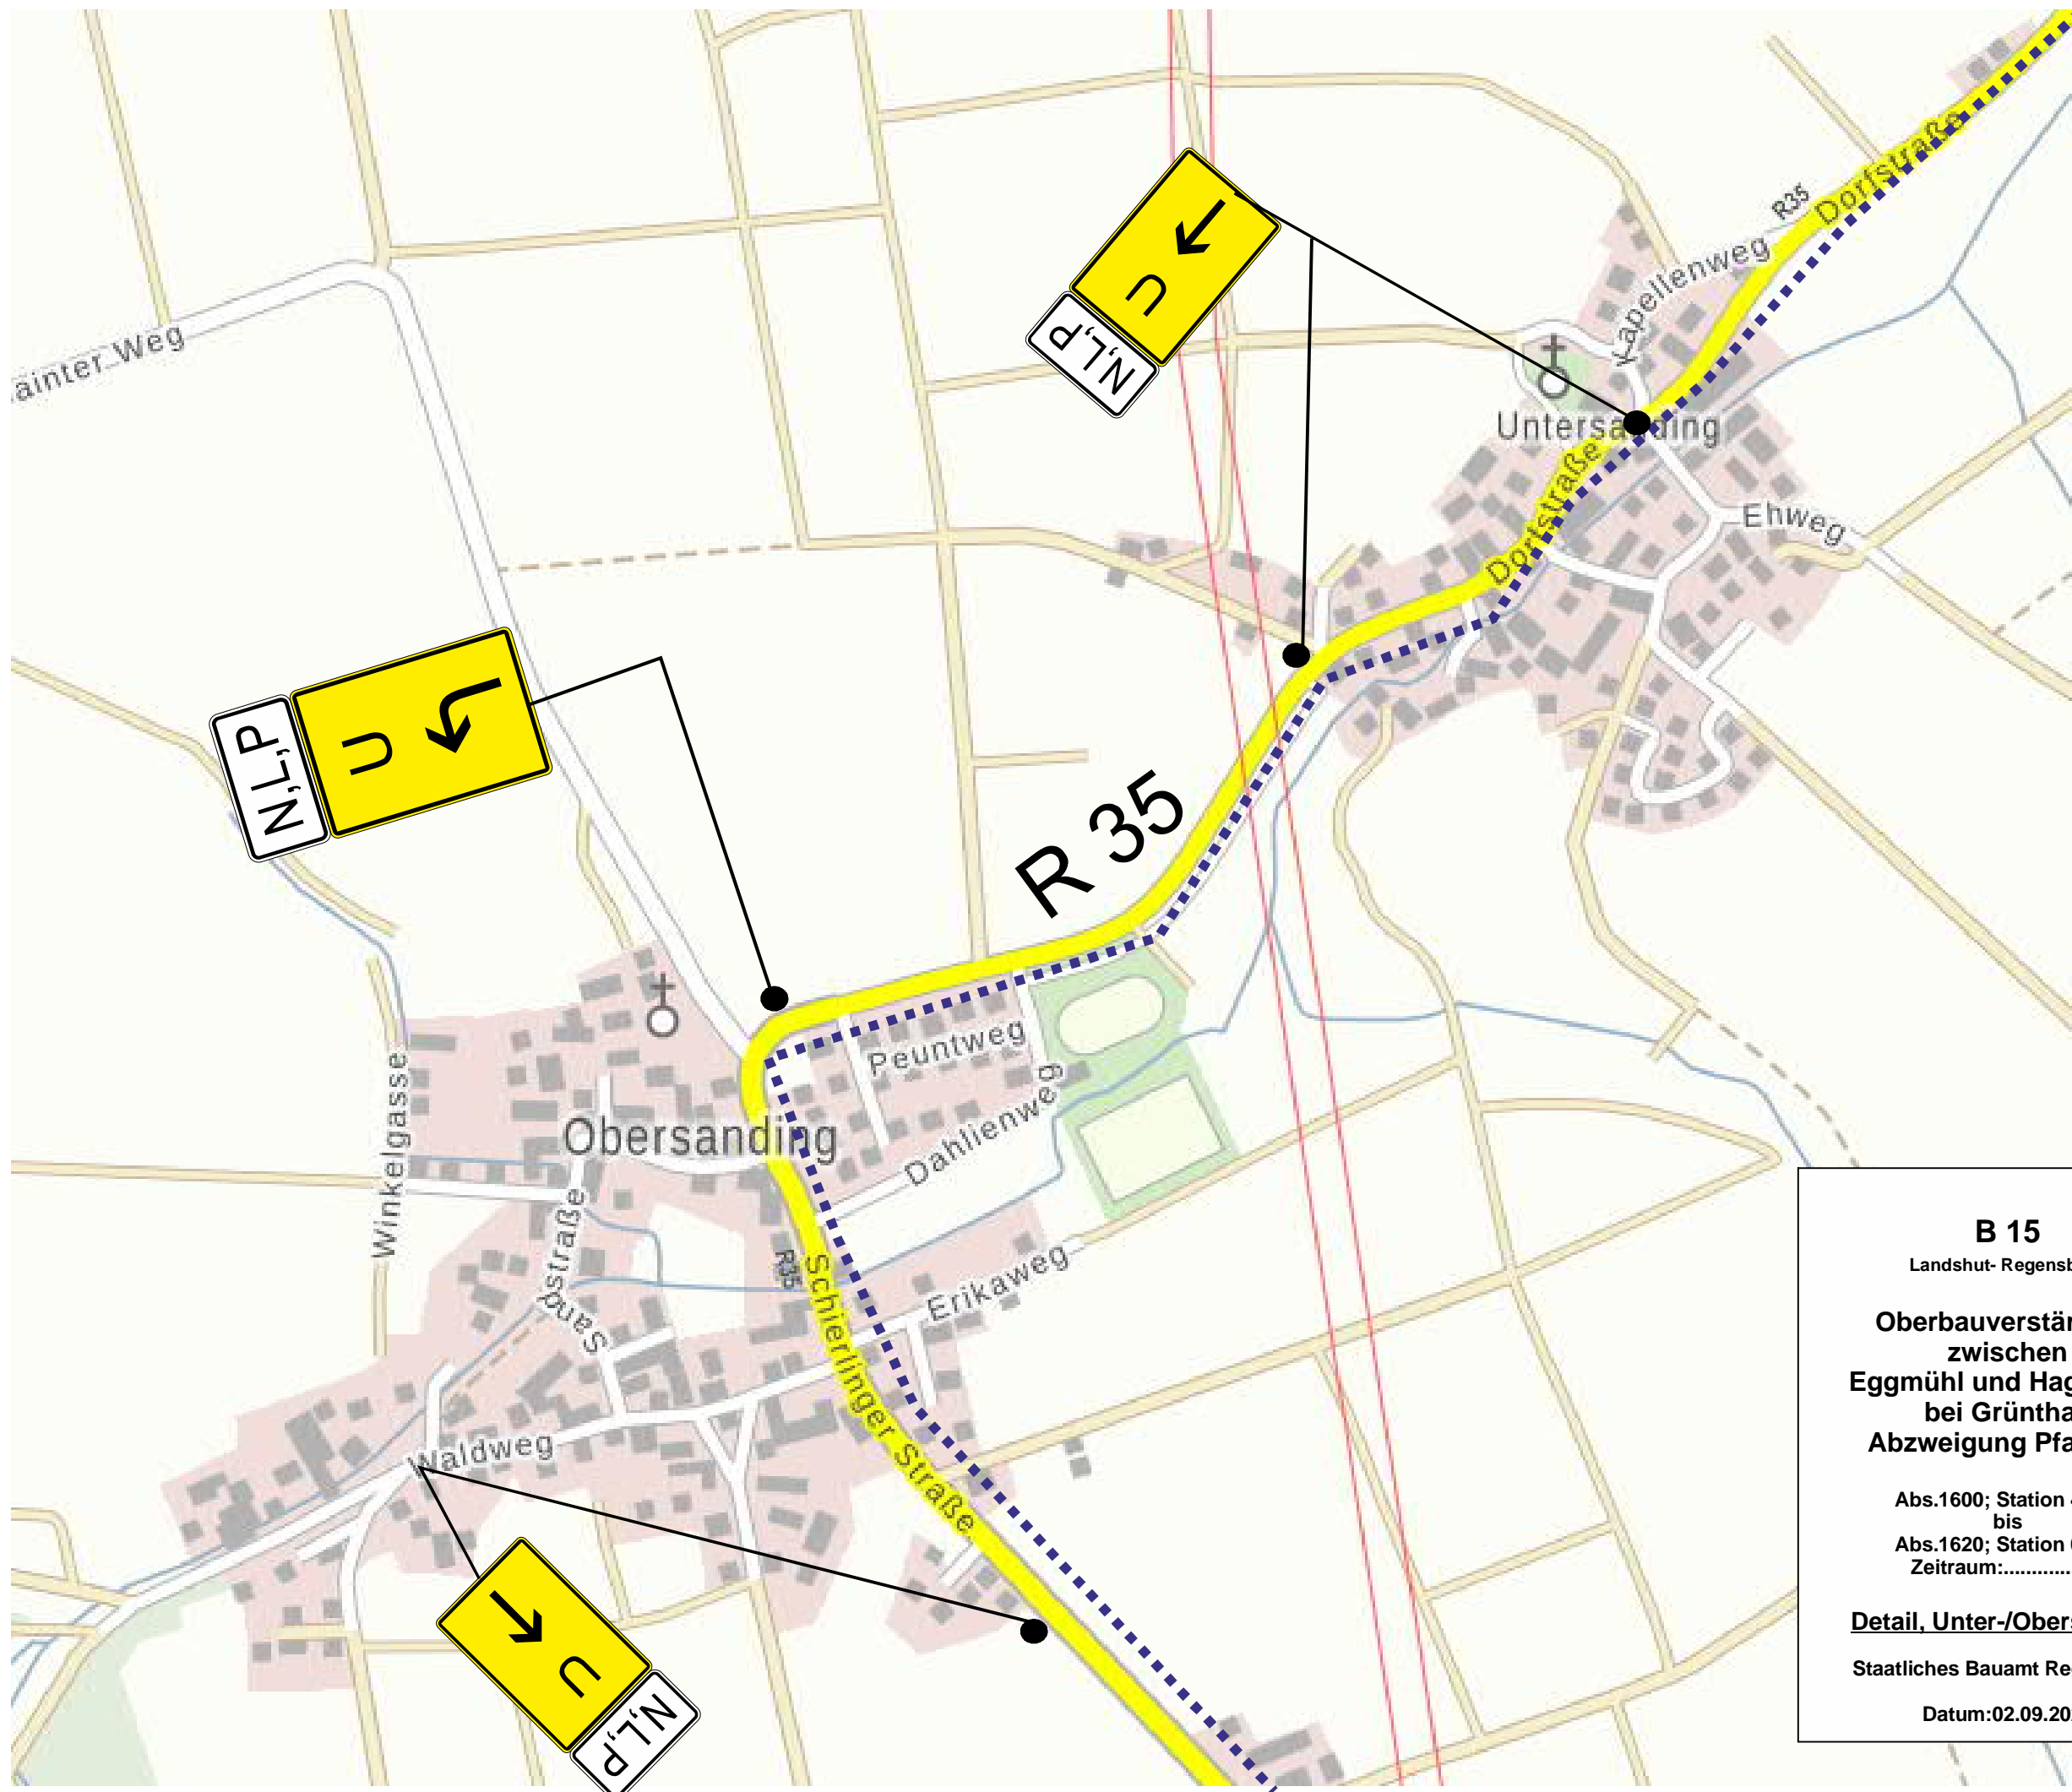 Dorfstraße
R35
Kapellenweg
ainter Weg
U
N,L,P
Untersanding
Dorfstraße
Ehweg
U
N,L,P
R 35
Peuntweg
Dahlienweg
Obersanding
Winkelgasse
Sangstraße
R35
Schierlinger Straße
Erikaweg
Waldweg
U
N,L,P
B 15
Landshut- Regensb
Oberbauverstär
zwischen
Eggmühl und Hag
bei Grüntha
Abzweigung Pfa
Abs.1600; Station
bis
Abs.1620; Station
Zeitraum:............
Detail, Unter-/Obers
Staatliches Bauamt Re
Datum:02.09.20